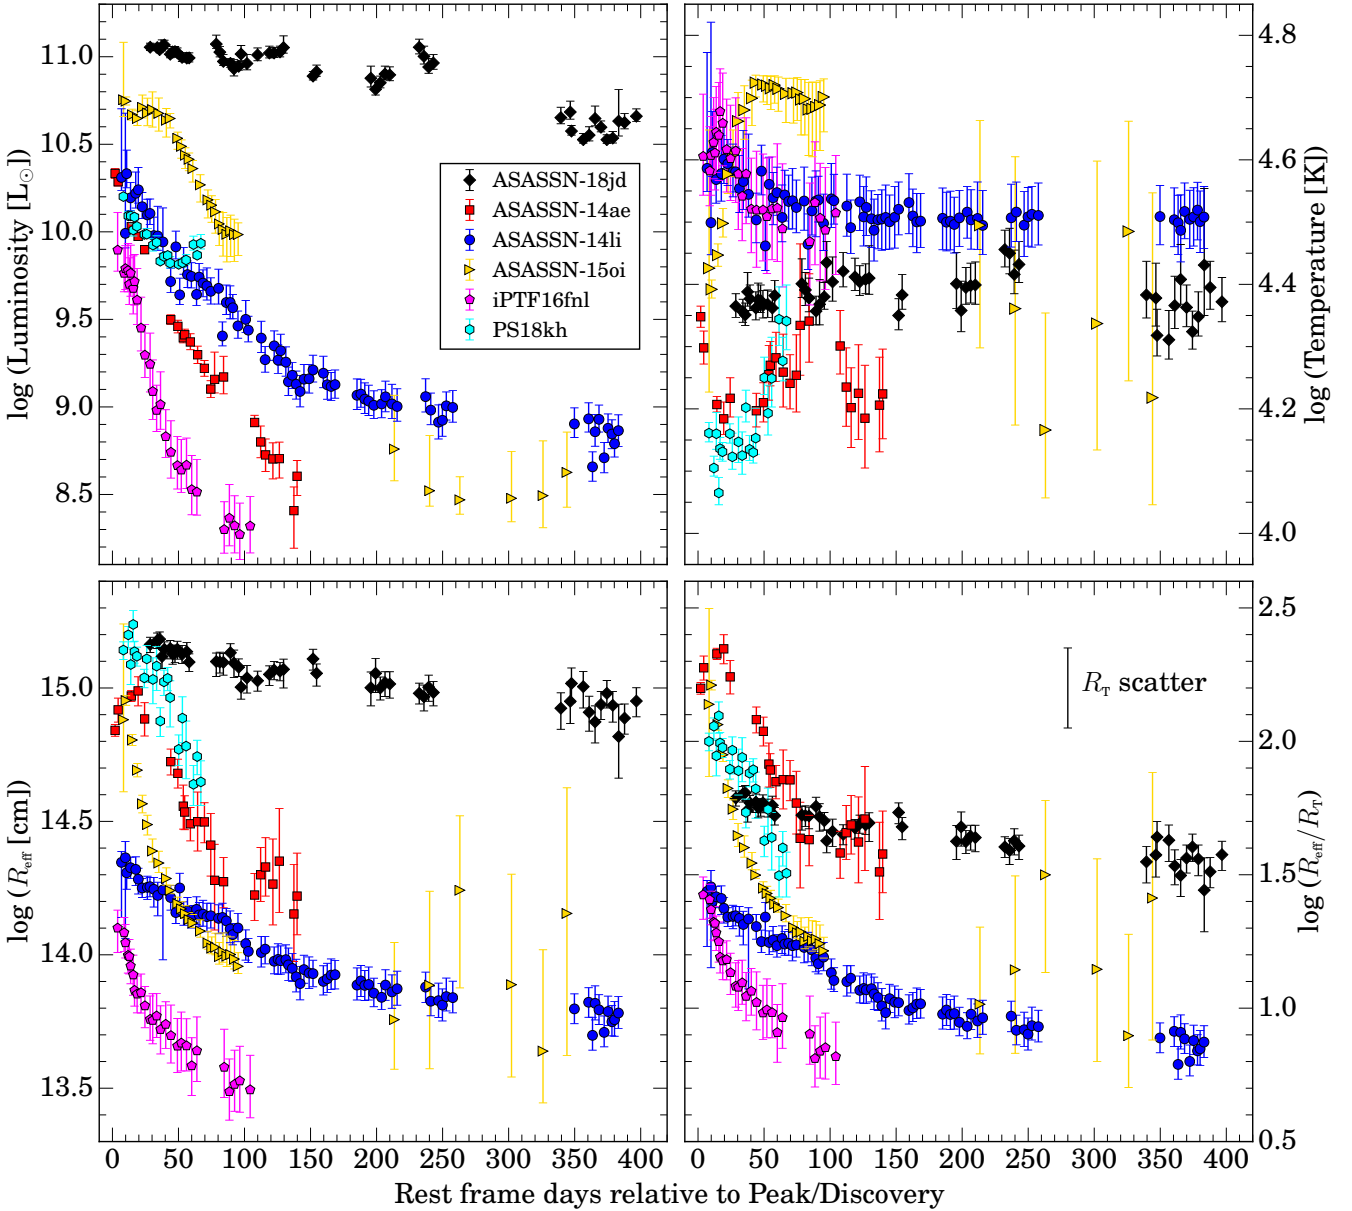 11.0
10.5
10.0
9.5
9.0
8.5
log (Luminosity [L☉])
ASASSN-18jd
ASASSN-14ae
ASASSN-14li
ASASSN-15oi
iPTF16fnl
PS18kh
4.8
4.6
4.4
4.2
4.0
log (Temperature [K])
15.0
14.5
14.0
13.5
log (R_eff [cm])
0 50 100 150 200 250 300 350 400
R_T scatter
2.5
2.0
1.5
1.0
0.5
log (R_eff/R_T)
0 50 100 150 200 250 300 350 400
Rest frame days relative to Peak/Discovery